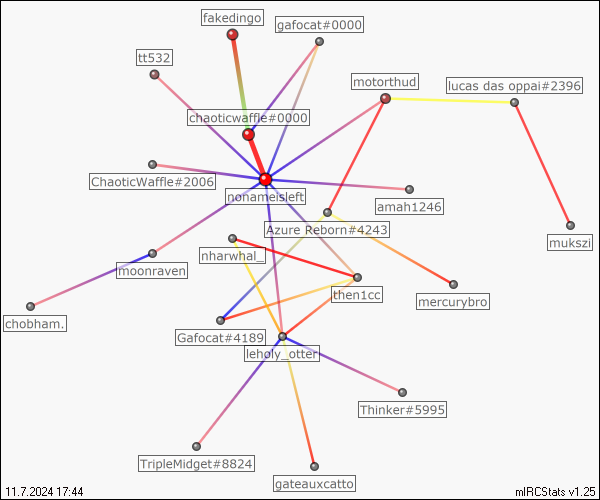 fakedingo
gafocat#0000
tt532
motorthud
lucas das oppai#2396
chaoticwaffle#0000
ChaoticWaffle#2006
nonameisleft
amah1246
Azure Reborn#4243
mukszi
nharwhal_
moonraven
then1cc
mercurybro
chobham.
Gafocat#4189
leholy_otter
Thinker#5995
TripleMidget#8824
gateauxcatto
11.7.2024 17:44
mIRCStats v1.25